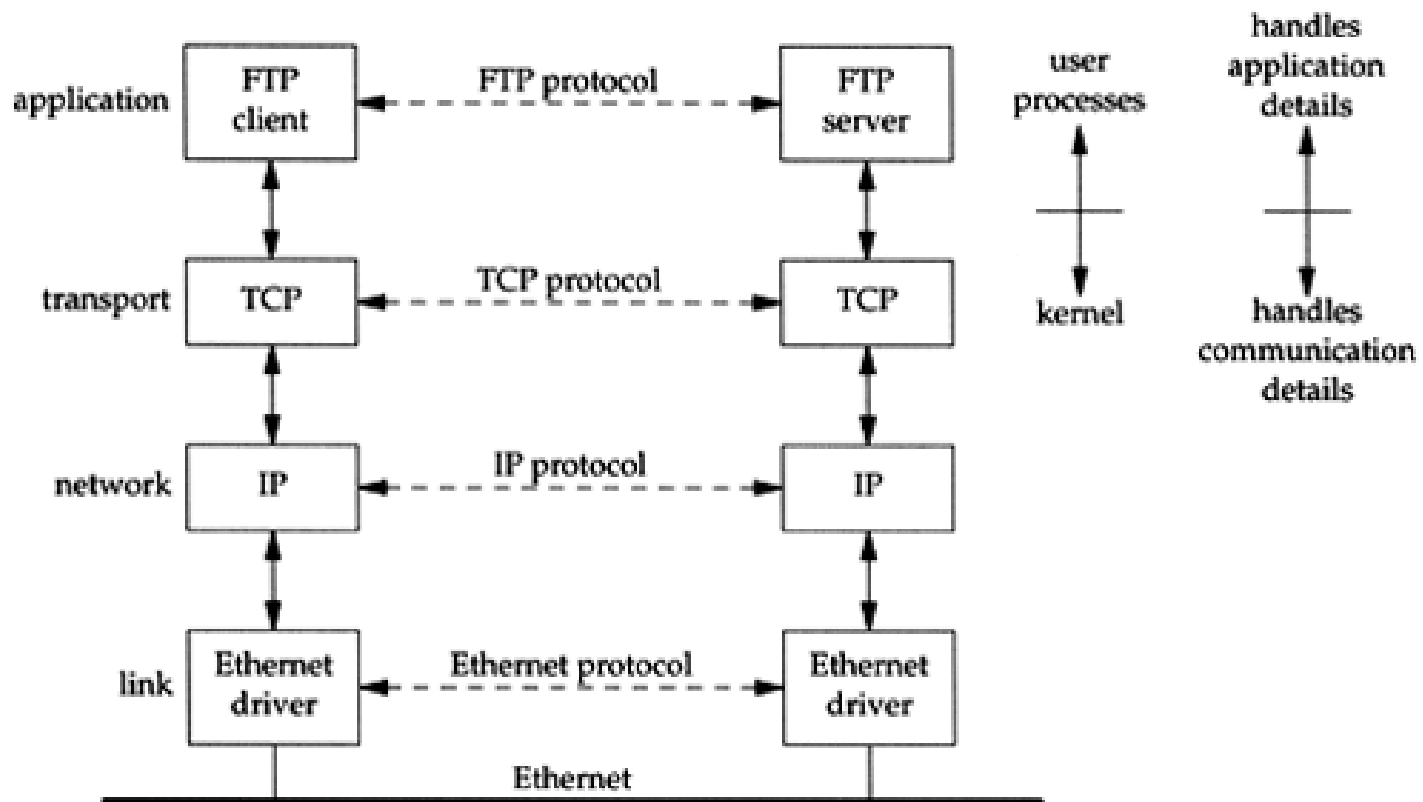 handles
application
details
user
processes
application
FTP
client
FTP protocol
FTP
server
transport
TCP
TCP protocol
TCP
kernel
handles
communication
details
network
IP
IP protocol
IP
link
Ethernet
driver
Ethernet protocol
Ethernet
driver
Ethernet